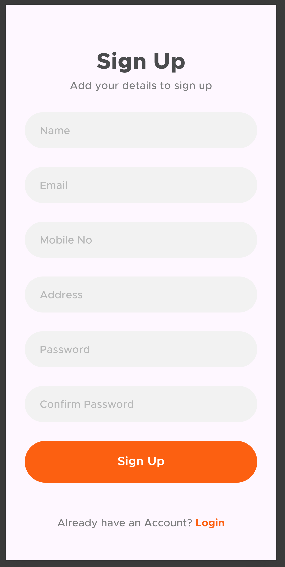 Sign Up
Add your details to sign up
Name
Email
Mobile No
Address
Password
Confirm Password
Sign Up
Already have an Account? Login